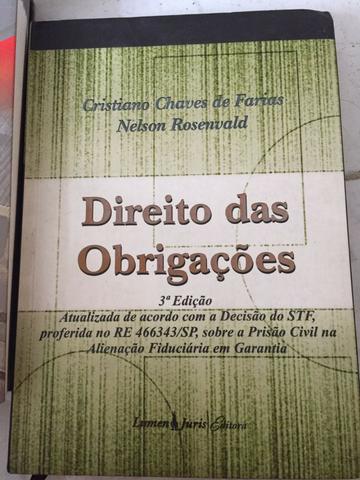 Cristiano Chaves de Farias
Nelson Rosenvald
Direito das
Obrigações
3ª Edição
Atualizada de acordo com a Decisão do STF,
proferida no RE 466343/SP, sobre a Prisão Civil na
Alienação Fiduciária em Garantia
Lumen Juris Editora